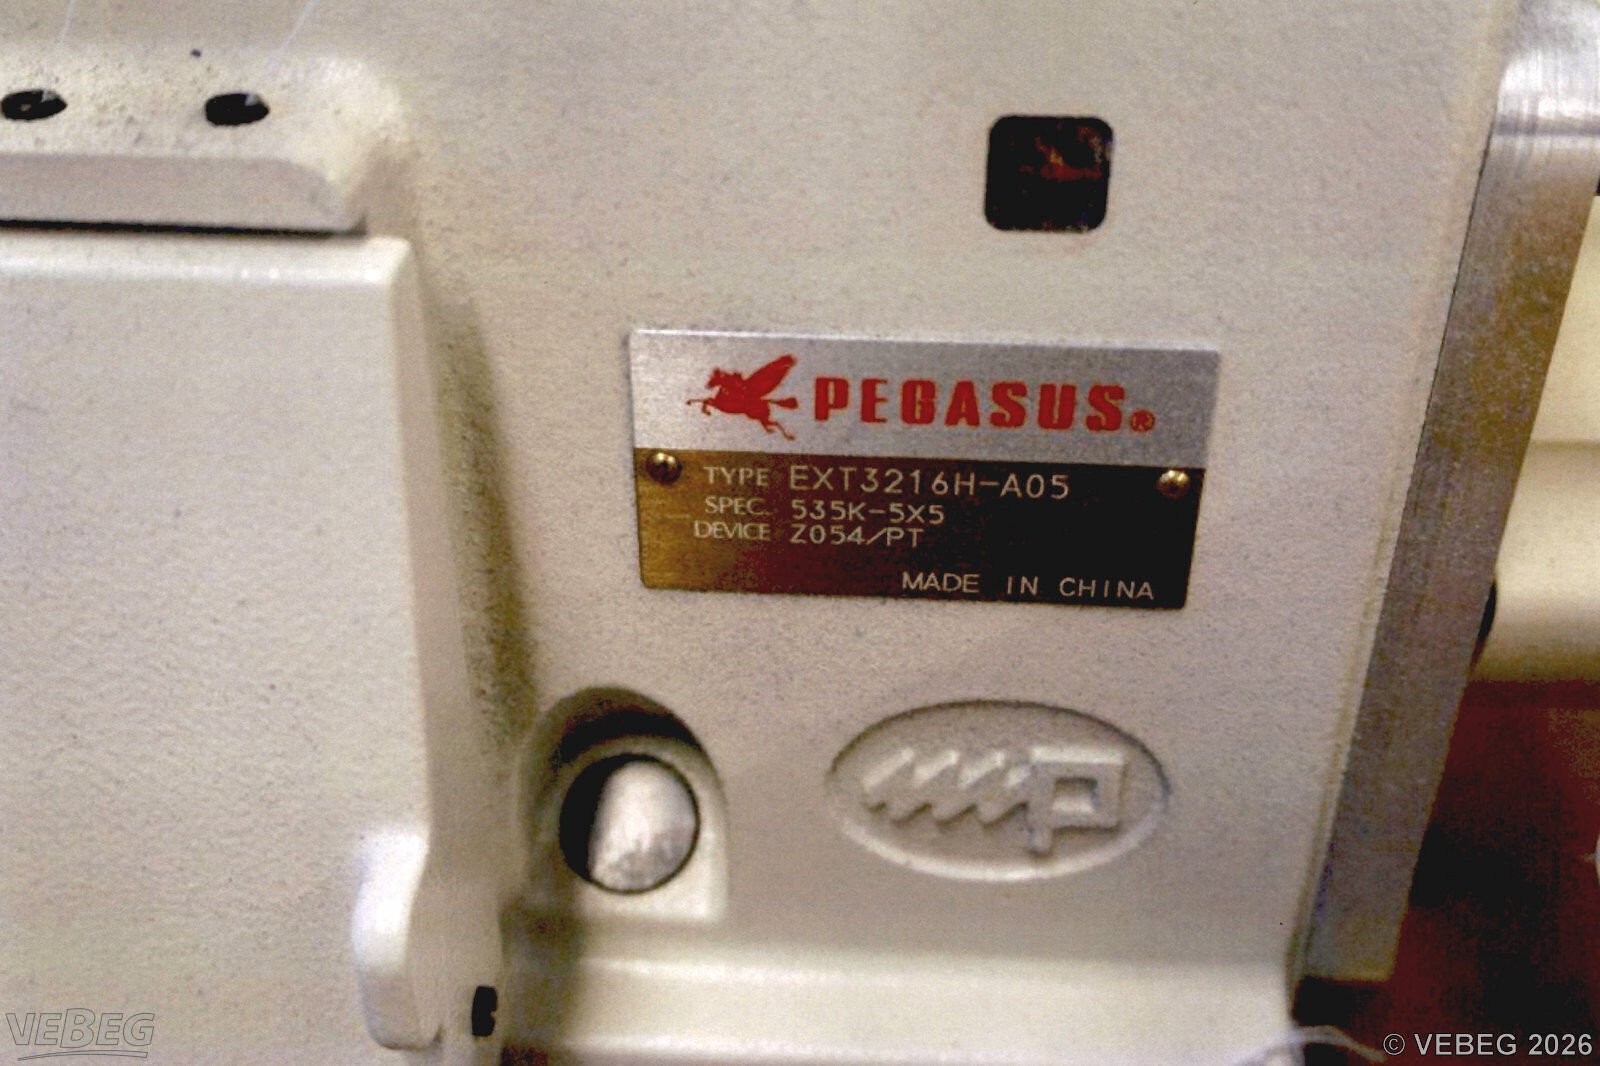 PEGASUS®
TYPE EXT3216H-A05
SPEC. 535K-5X5
DEVICE Z054/PT
MADE IN CHINA
VEBEG
© VEBEG 2026